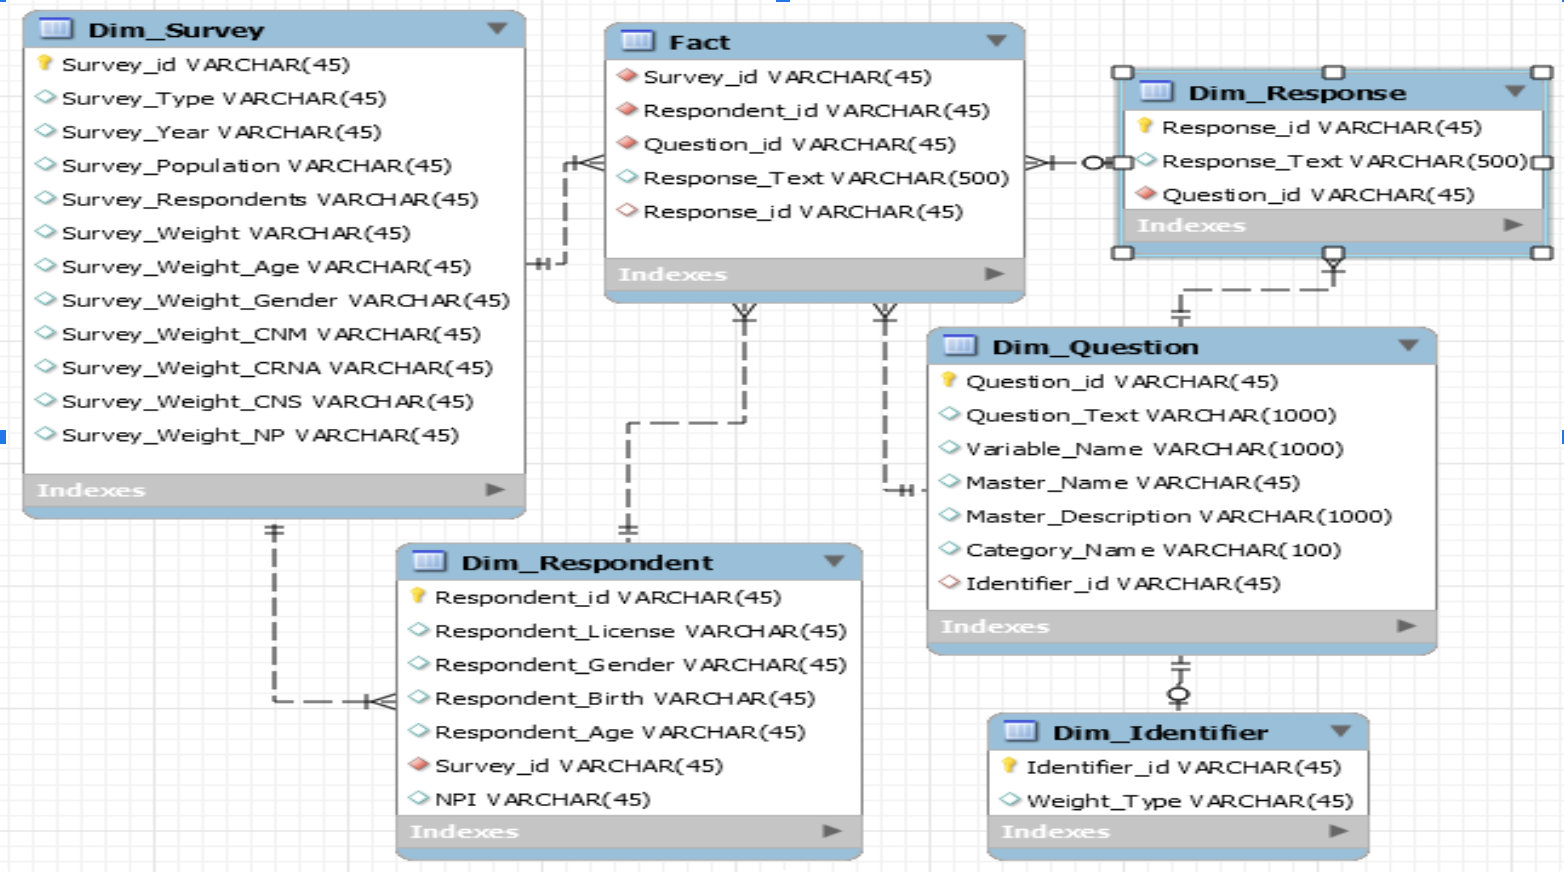 Dim_Survey
Survey_id VARCHAR(45)
Survey_Type VARCHAR(45)
Survey_Year VARCHAR(45)
Survey_Population VARCHAR(45)
Survey_Respondents VARCHAR(45)
Survey_Weight VARCHAR(45)
Survey_Weight_Age VARCHAR(45)
Survey_Weight_Gender VARCHAR(45)
Survey_Weight_CNM VARCHAR(45)
Survey_Weight_CRNA VARCHAR(45)
Survey_Weight_CNS VARCHAR(45)
Survey_Weight_NP VARCHAR(45)
Indexes
Fact
Survey_id VARCHAR(45)
Respondent_id VARCHAR(45)
Question_id VARCHAR(45)
Response_Text VARCHAR(500)
Response_id VARCHAR(45)
Indexes
Dim_Response
Response_id VARCHAR(45)
Response_Text VARCHAR(500)
Question_id VARCHAR(45)
Indexes
Dim_Question
Question_id VARCHAR(45)
Question_Text VARCHAR(1000)
Variable_Name VARCHAR(1000)
Master_Name VARCHAR(45)
Master_Description VARCHAR(1000)
Category_Name VARCHAR(100)
Identifier_id VARCHAR(45)
Indexes
Dim_Respondent
Respondent_id VARCHAR(45)
Respondent_License VARCHAR(45)
Respondent_Gender VARCHAR(45)
Respondent_Birth VARCHAR(45)
Respondent_Age VARCHAR(45)
Survey_id VARCHAR(45)
NPI VARCHAR(45)
Indexes
Dim_Identifier
Identifier_id VARCHAR(45)
Weight_Type VARCHAR(45)
Indexes